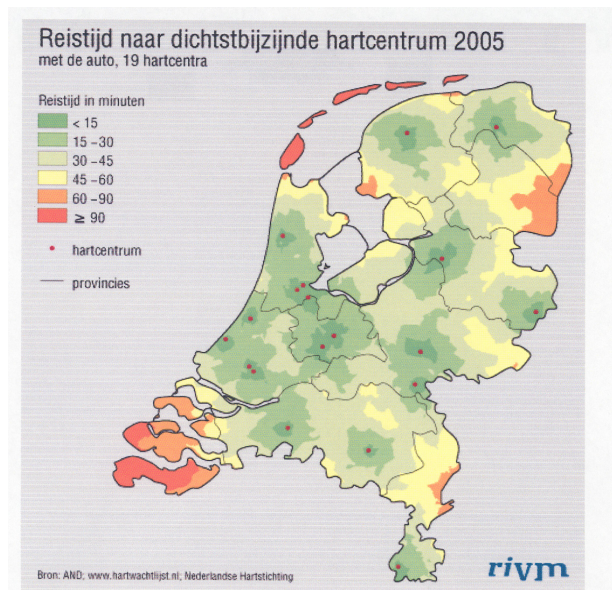 Reistijd naar dichtstbijzijnde hartcentrum 2005
met de auto, 19 hartcentra
Reistijd in minuten
< 15
15 – 30
30 – 45
45 – 60
60 – 90
≥ 90
hartcentrum
provincies
Bron: AND; www.hartwachtlijst.nl; Nederlandse Hartstichting
rivm